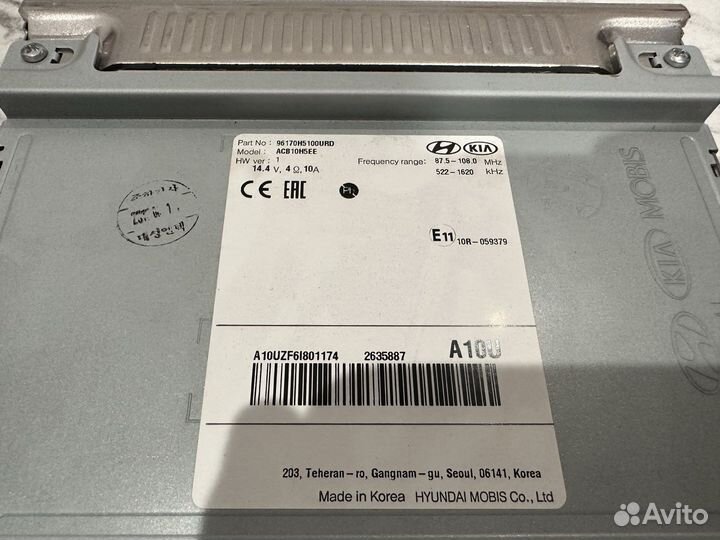 Part No : 96170H5100URD
Model : ACB10H5EE
HW ver : 1
14.4 V, 4 Ω, 10A
KIA
Frequency range : 87.5-108.0 MHz
522-1620 kHz
CE EAC
E11 10R-059379
A10UZF6I801174 2635887 A10U
203, Teheran-ro, Gangnam-gu, Seoul, 06141, Korea
Made in Korea HYUNDAI MOBIS Co., Ltd
KIA MOBIS
Avito